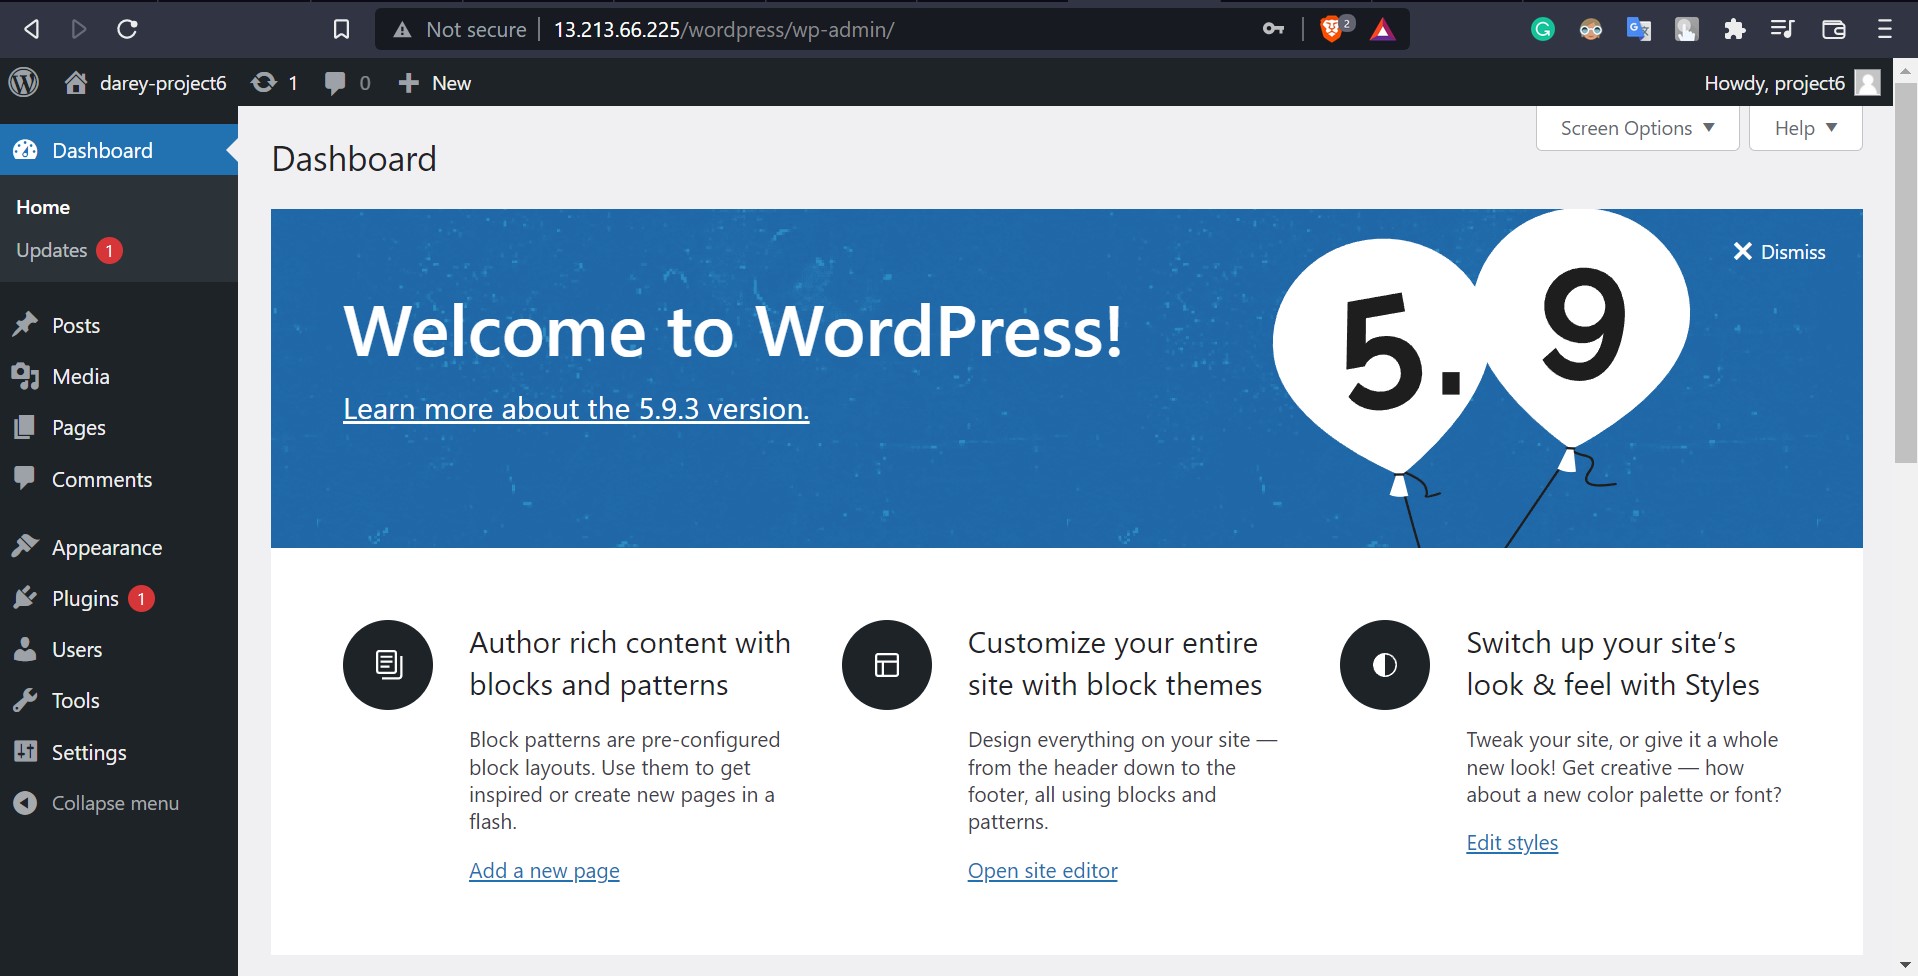 Not secure 13.213.66.225/wordpress/wp-admin/ 2
darey-project6 1 0 New Howdy, project6
Screen Options Help
Dashboard
Home
Updates 1
Posts
Media
Pages
Comments
Appearance
Plugins 1
Users
Tools
Settings
Collapse menu
Dashboard
Dismiss
Welcome to WordPress!
Learn more about the 5.9.3 version.
5.9
Author rich content with
blocks and patterns
Block patterns are pre-configured
block layouts. Use them to get
inspired or create new pages in a
flash.
Add a new page
Customize your entire
site with block themes
Design everything on your site —
from the header down to the
footer, all using blocks and
patterns.
Open site editor
Switch up your site’s
look & feel with Styles
Tweak your site, or give it a whole
new look! Get creative — how
about a new color palette or font?
Edit styles